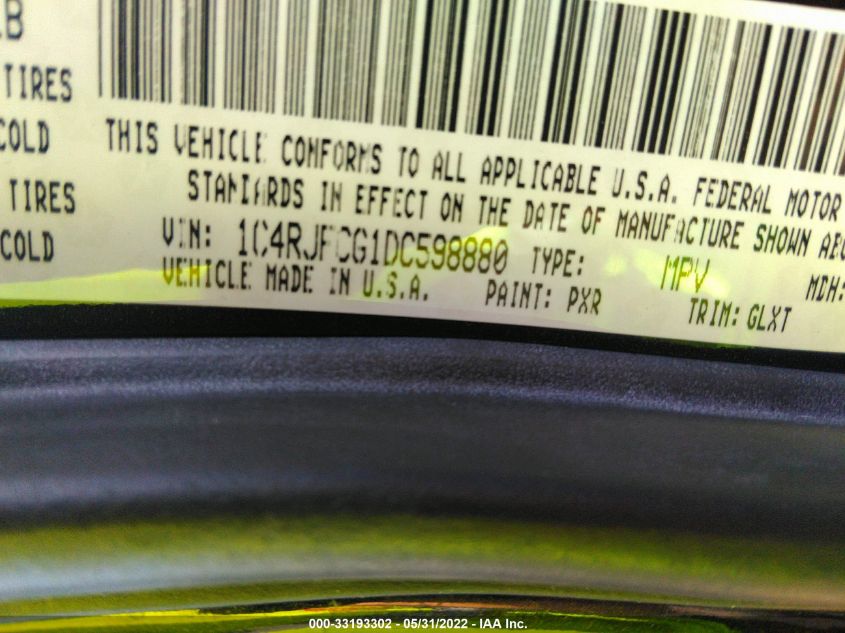 LB
TIRES
COLD
TIRES
COLD
THIS VEHICLE CONFORMS TO ALL APPLICABLE U.S.A. FEDERAL MOTOR
STANDARDS IN EFFECT ON THE DATE OF MANUFACTURE SHOWN ABO
VIN: 1C4RJFCG1DC598880 TYPE: MPV MDH:
VEHICLE MADE IN U.S.A. PAINT: PXR TRIM: GLXT
000-33193302 - 05/31/2022 - IAA Inc.